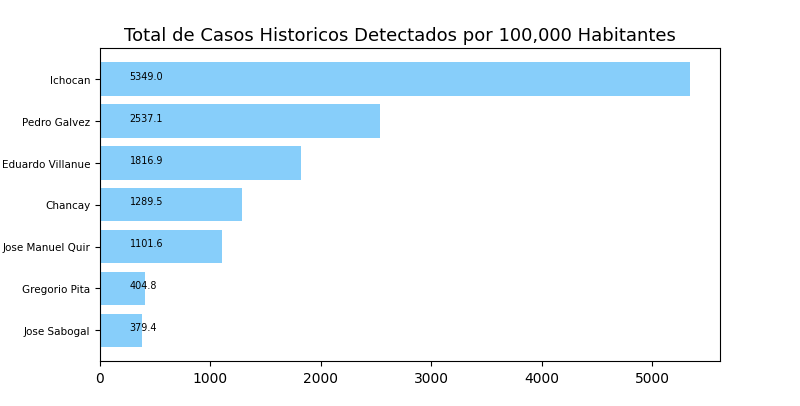 Total de Casos Historicos Detectados por 100,000 Habitantes
Ichocan 5349.0
Pedro Galvez 2537.1
Eduardo Villanue 1816.9
Chancay 1289.5
Jose Manuel Quir 1101.6
Gregorio Pita 404.8
Jose Sabogal 379.4
0 1000 2000 3000 4000 5000